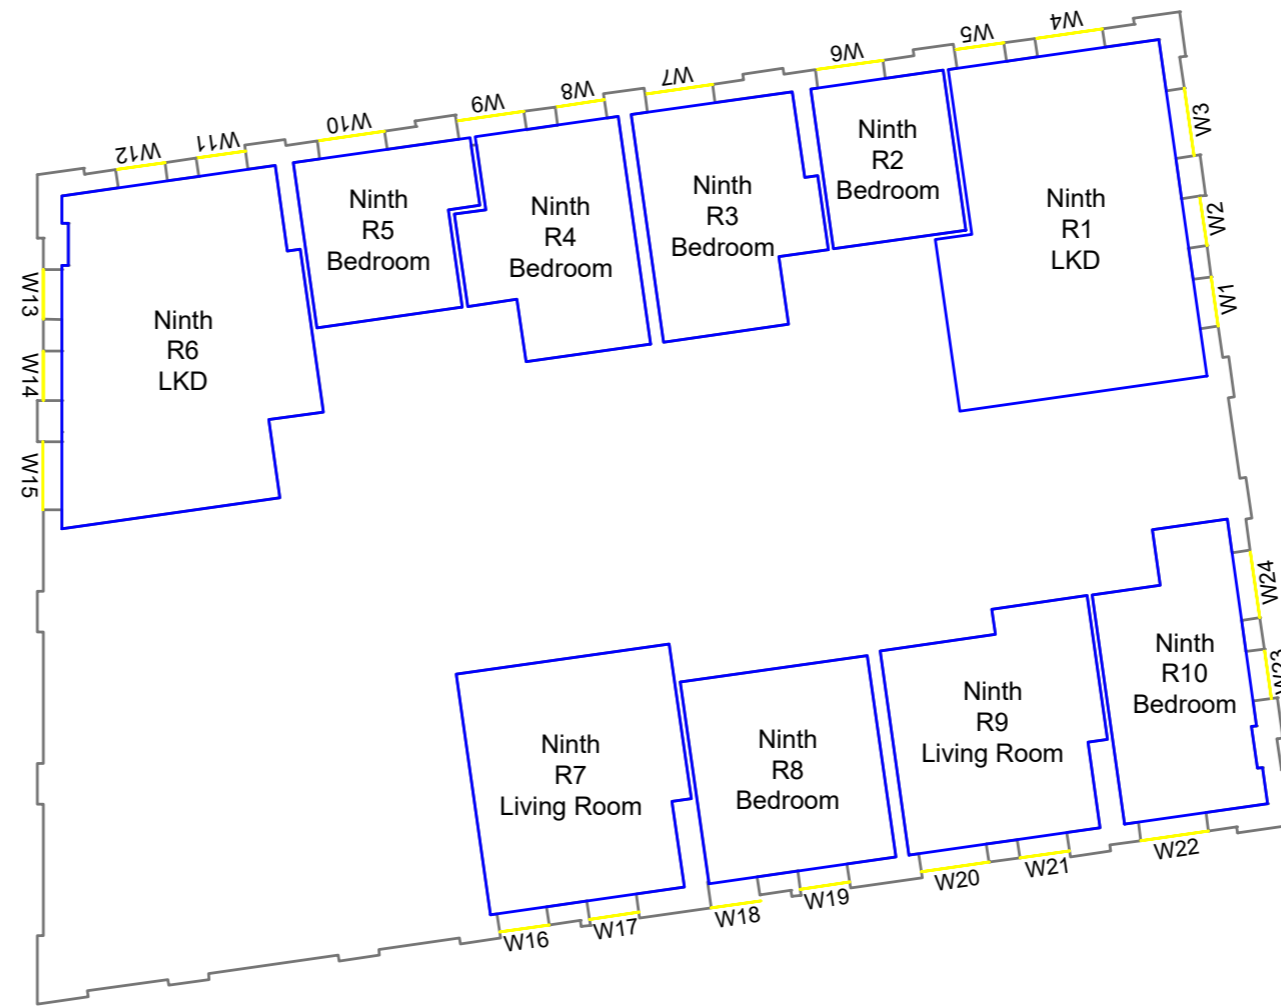 W4
W5
W6
W7
W8
W9
W10
W11
W12
W3
W2
W1
Ninth
R1
LKD
Ninth
R2
Bedroom
Ninth
R3
Bedroom
Ninth
R4
Bedroom
Ninth
R5
Bedroom
Ninth
R6
LKD
W13
W14
W15
W24
W23
Ninth
R10
Bedroom
Ninth
R9
Living Room
Ninth
R8
Bedroom
Ninth
R7
Living Room
W16
W17
W18
W19
W20
W21
W22